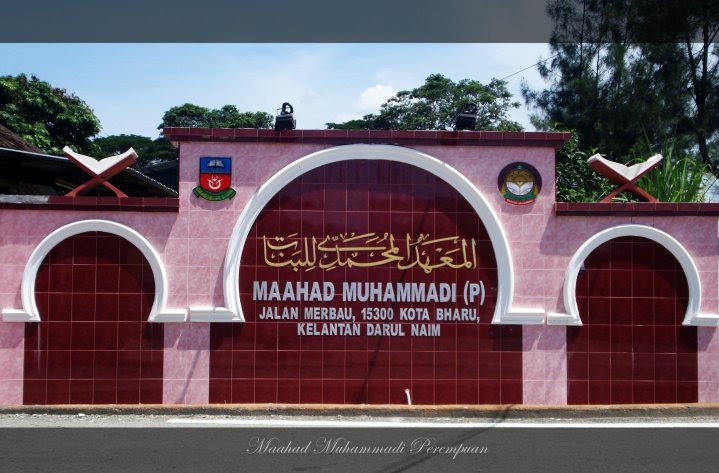 المعهد المحمدي للبنات
MAAHAD MUHAMMADI (P)
JALAN MERBAU, 15300 KOTA BHARU,
KELANTAN DARUL NAIM
Maahad Muhammadi Perempuan